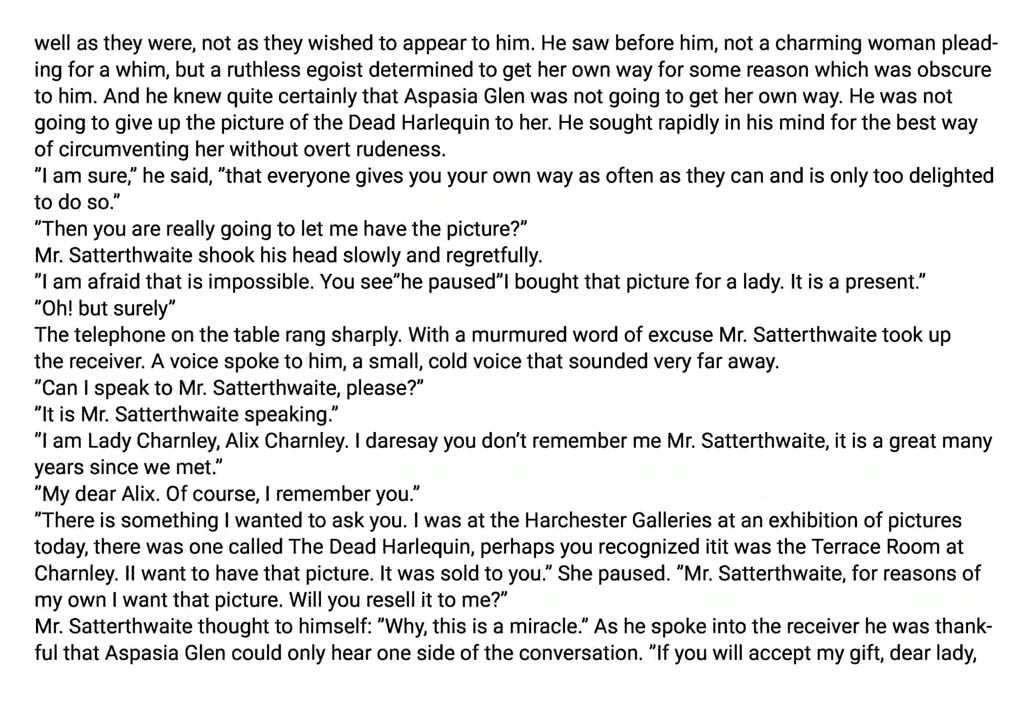 well as they were, not as they wished to appear to him. He saw before him, not a charming woman plead-
ing for a whim, but a ruthless egoist determined to get her own way for some reason which was obscure
to him. And he knew quite certainly that Aspasia Glen was not going to get her own way. He was not
going to give up the picture of the Dead Harlequin to her. He sought rapidly in his mind for the best way
of circumventing her without overt rudeness.
"I am sure," he said, "that everyone gives you your own way as often as they can and is only too delighted
to do so."
"Then you are really going to let me have the picture?"
Mr. Satterthwaite shook his head slowly and regretfully.
"I am afraid that is impossible. You see"he paused"I bought that picture for a lady. It is a present."
"Oh! but surely"
The telephone on the table rang sharply. With a murmured word of excuse Mr. Satterthwaite took up
the receiver. A voice spoke to him, a small, cold voice that sounded very far away.
"Can I speak to Mr. Satterthwaite, please?"
"It is Mr. Satterthwaite speaking."
"I am Lady Charnley, Alix Charnley. I daresay you don't remember me Mr. Satterthwaite, it is a great many
years since we met."
"My dear Alix. Of course, I remember you."
"There is something I wanted to ask you. I was at the Harchester Galleries at an exhibition of pictures
today, there was one called The Dead Harlequin, perhaps you recognized itit was the Terrace Room at
Charnley. II want to have that picture. It was sold to you." She paused. "Mr. Satterthwaite, for reasons of
my own I want that picture. Will you resell it to me?"
Mr. Satterthwaite thought to himself: "Why, this is a miracle." As he spoke into the receiver he was thank-
ful that Aspasia Glen could only hear one side of the conversation. "If you will accept my gift, dear lady,